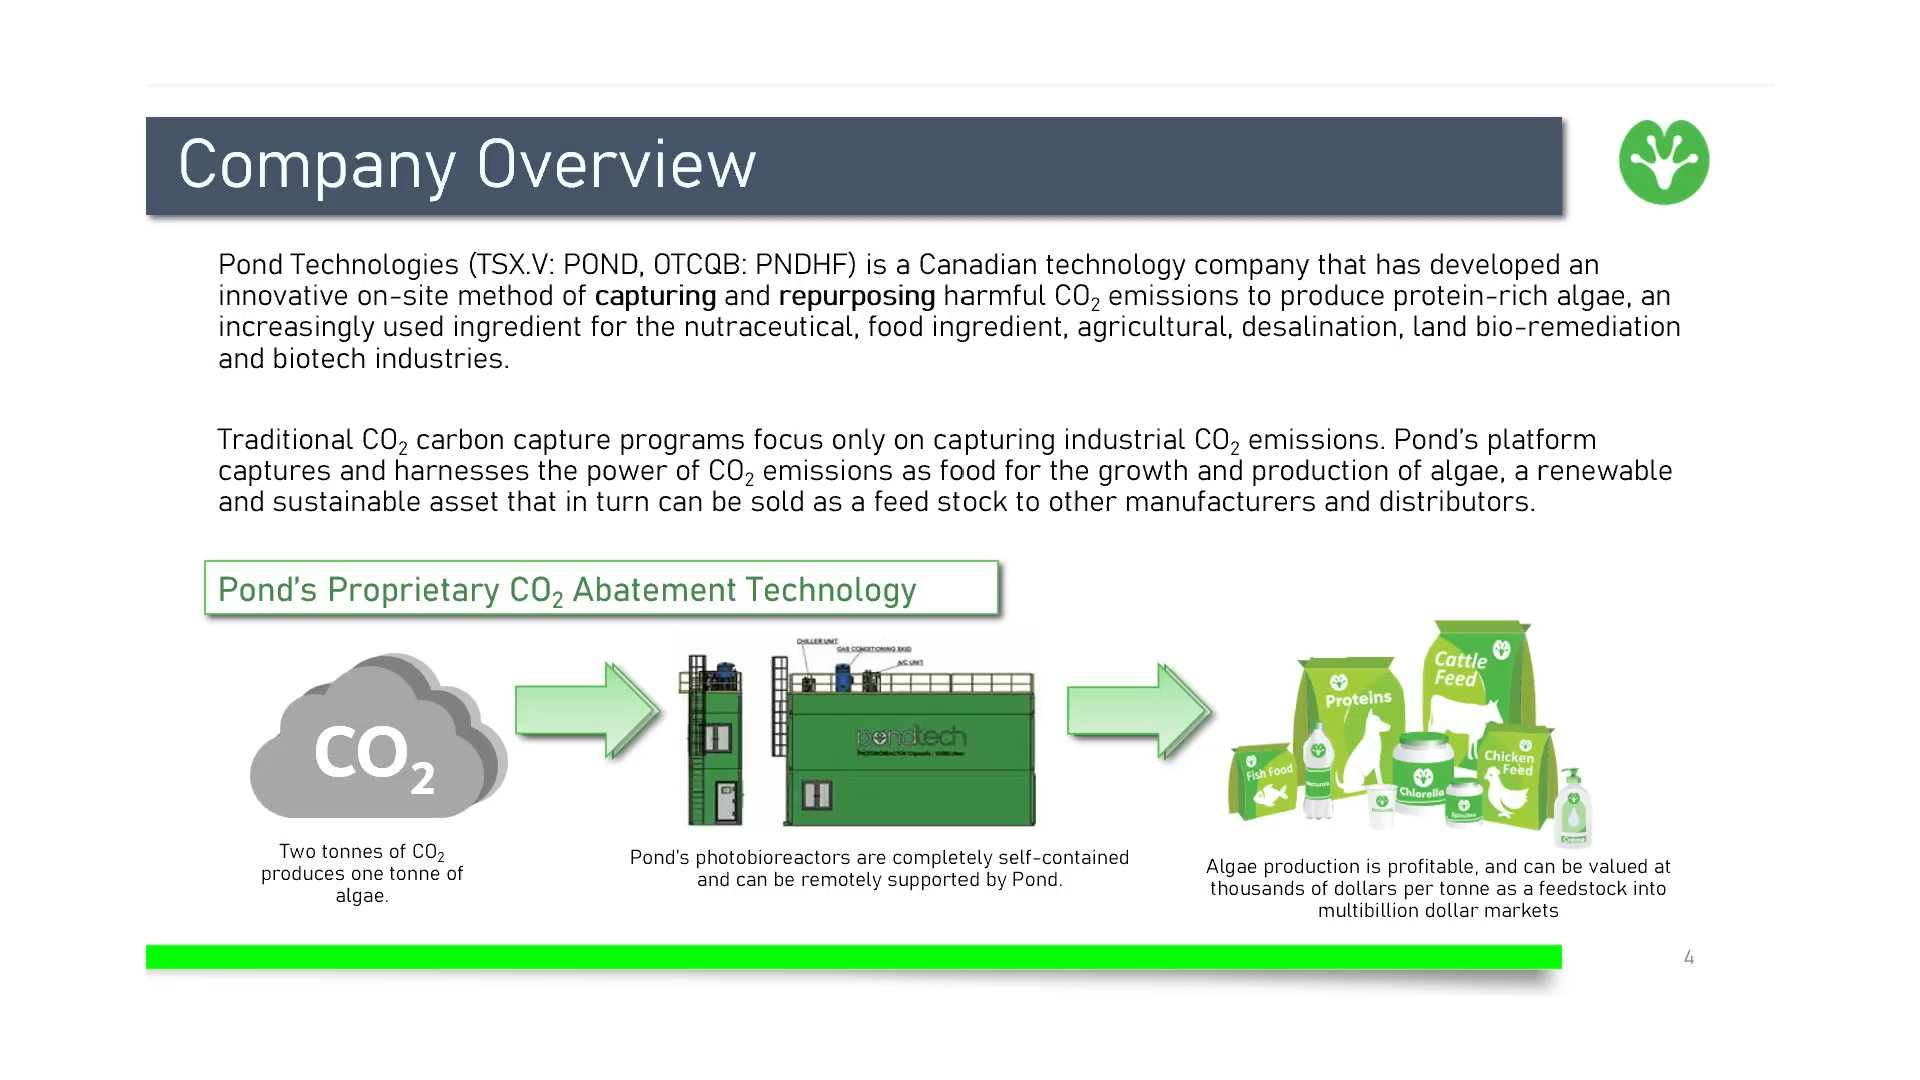 Company Overview
Pond Technologies (TSX.V: POND, OTCQB: PNDHF) is a Canadian technology company that has developed an
innovative on-site method of capturing and repurposing harmful CO₂ emissions to produce protein-rich algae, an
increasingly used ingredient for the nutraceutical, food ingredient, agricultural, desalination, land bio-remediation
and biotech industries.
Traditional CO₂ carbon capture programs focus only on capturing industrial CO₂ emissions. Pond's platform
captures and harnesses the power of CO₂ emissions as food for the growth and production of algae, a renewable
and sustainable asset that in turn can be sold as a feed stock to other manufacturers and distributors.
Pond's Proprietary CO₂ Abatement Technology
CO₂
Two tonnes of CO₂
produces one tonne of
algae.
CHILLER UNIT
GAS CONDITIONING SKID
A/C UNIT
pondtech
PHOTOBIOREACTOR
Pond's photobioreactors are completely self-contained
and can be remotely supported by Pond.
Cattle
Feed
Proteins
Chicken
Feed
Fish Food
Chlorella
Spirulina
Algae production is profitable, and can be valued at
thousands of dollars per tonne as a feedstock into
multibillion dollar markets
4